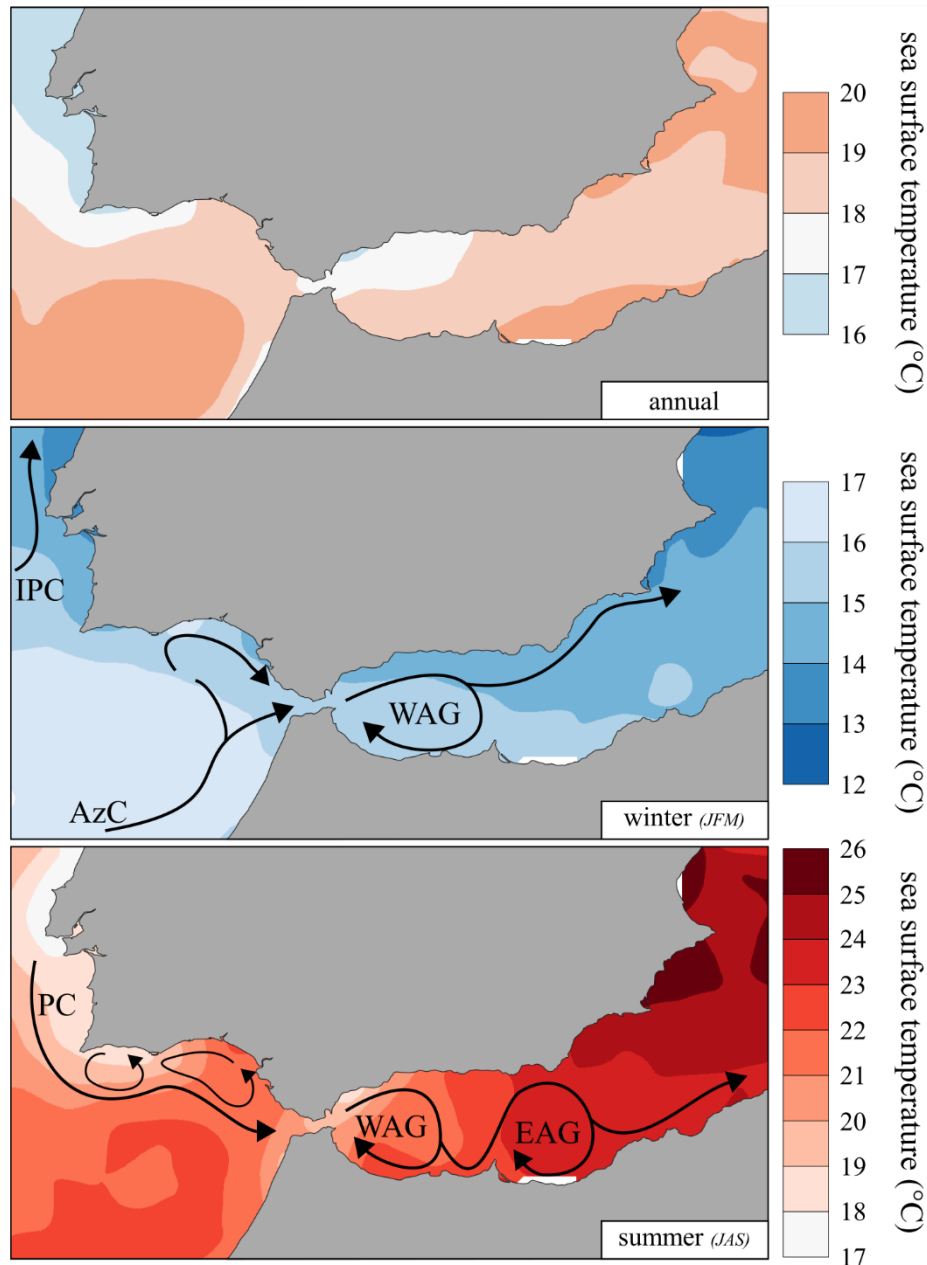 20
19
18
17
16
sea surface temperature (°C)
annual
IPC
WAG
AzC
winter (JFM)
17
16
15
14
13
12
sea surface temperature (°C)
PC
WAG
EAG
summer (JAS)
26
25
24
23
22
21
20
19
18
17
sea surface temperature (°C)